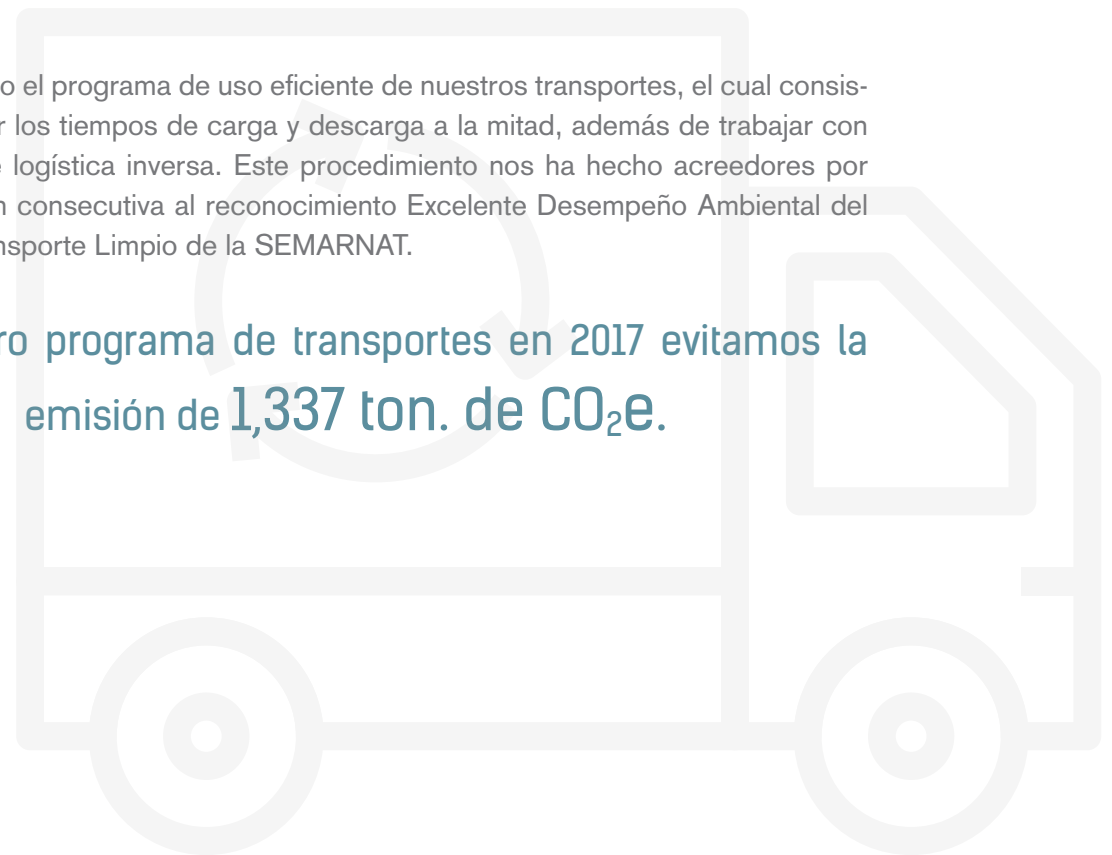 o el programa de uso eficiente de nuestros transportes, el cual consis-
r los tiempos de carga y descarga a la mitad, además de trabajar con
e logística inversa. Este procedimiento nos ha hecho acreedores por
n consecutiva al reconocimiento Excelente Desempeño Ambiental del
nsporte Limpio de la SEMARNAT.
ro programa de transportes en 2017 evitamos la
emisión de 1,337 ton. de CO₂e.